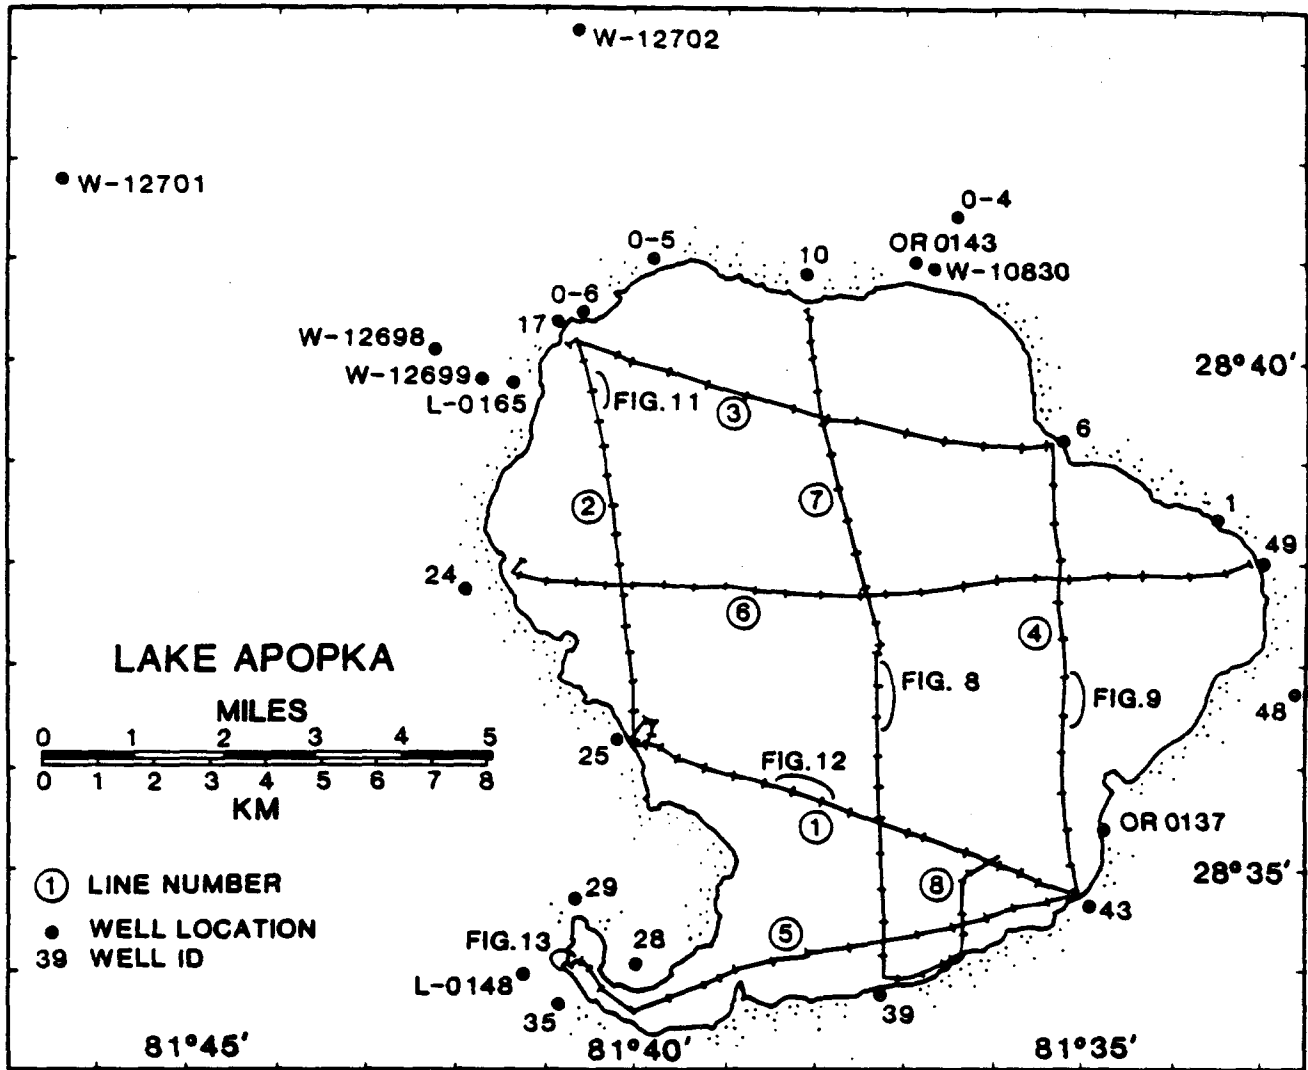 W-12702
W-12701
0-4
0-5
10
OR 0143
W-10830
0-6
17
W-12698
28°40'
W-12699
L-0165
FIG. 11
3
6
2
7
1
49
24
6
4
LAKE APOPKA
FIG. 8
FIG. 9
48
MILES
0 1 2 3 4 5
0 1 2 3 4 5 6 7 8
KM
25
FIG. 12
1
OR 0137
28°35'
1 LINE NUMBER
29
8
43
WELL LOCATION
39 WELL ID
FIG. 13
28
5
L-0148
35
39
81°45'
81°40'
81°35'